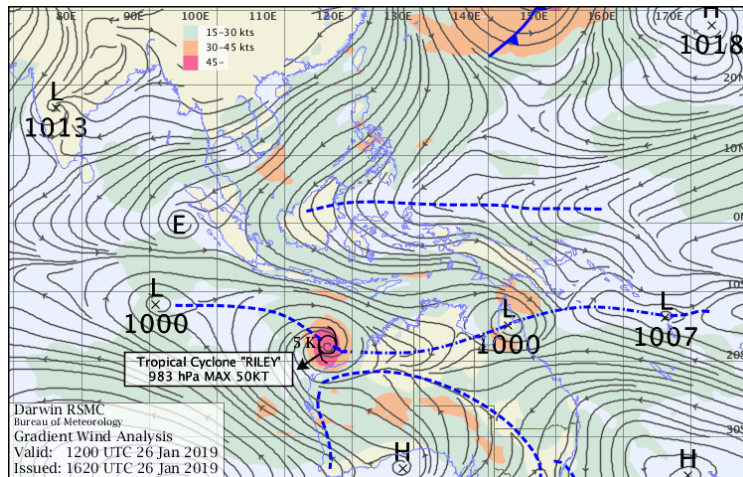 90E 100E 110E 120E 130E 140E 150E 160E 170E
15-30 kts
30-45 kts
45-
H
1018
20N
L
1013
10N
E
0N
10S
L
1000
L
1000
L
1007
5 K
20S
Tropical Cyclone "RILEY'
983 hPa MAX 50KT
Darwin RSMC
Bureau of Meteorology
Gradient Wind Analysis
Valid: 1200 UTC 26 Jan 2019
Issued: 1620 UTC 26 Jan 2019
30S
H
H